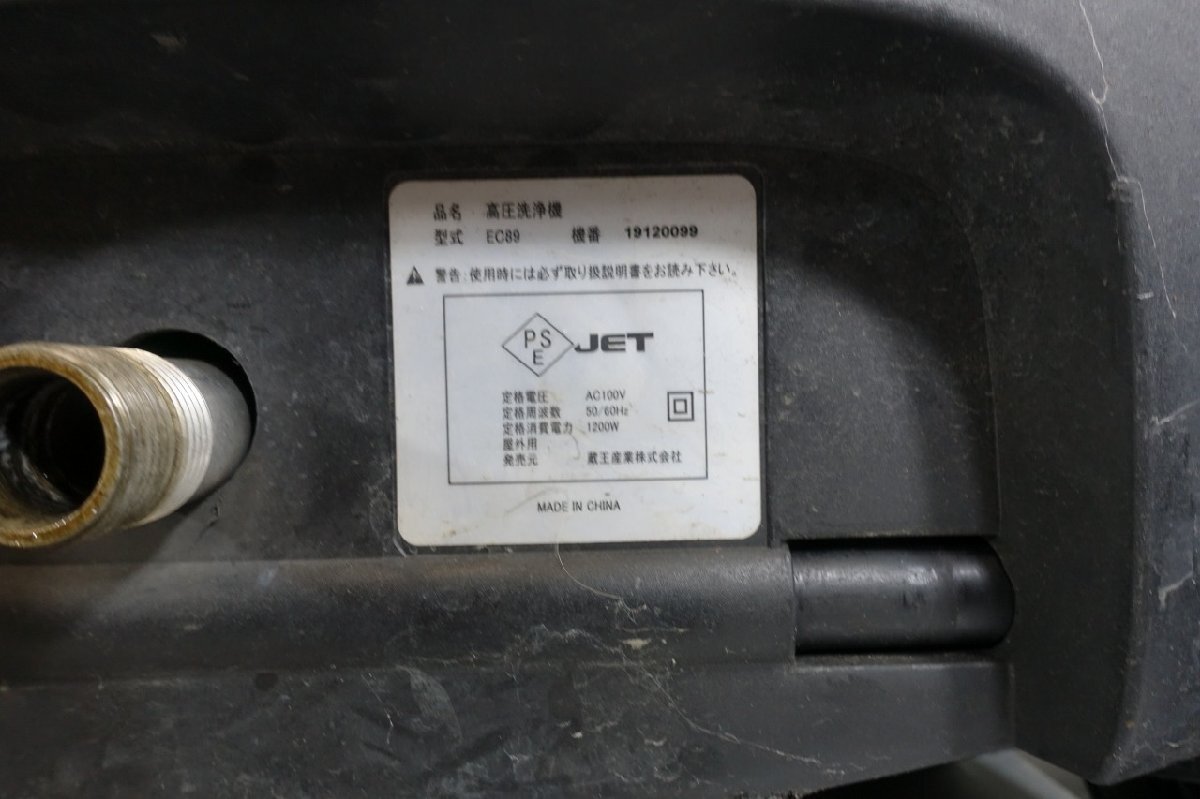 品名 高圧洗浄機
型式 EC89 機番 19120099
警告:使用時には必ず取り扱説明書をお読み下さい。
PS
E
JET
定格電圧 AC100V
定格周波数 50/60Hz
定格消費電力 1200W
屋外用
発売元 蔵王産業株式会社
MADE IN CHINA